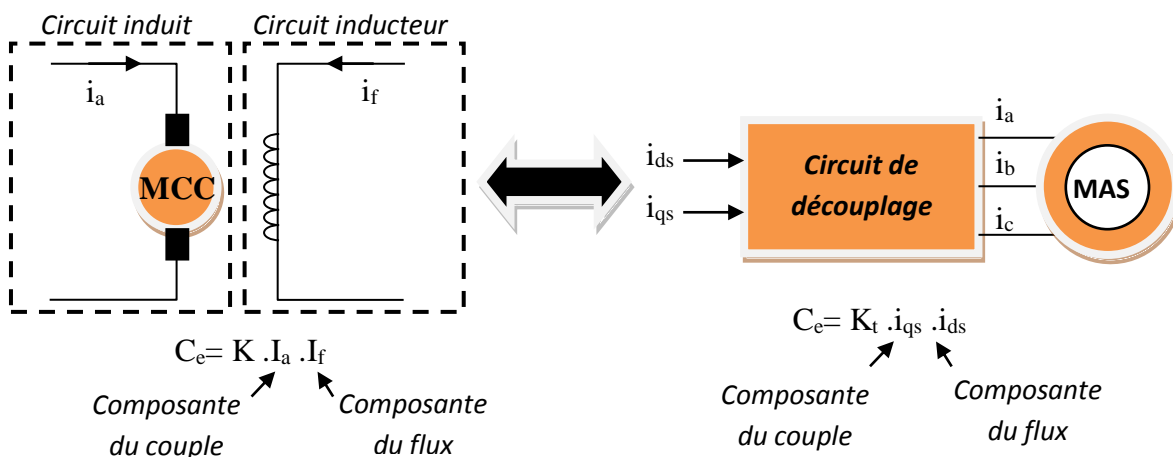 Circuit induit
Circuit inducteur
ia
if
MCC
ids
iqs
Circuit de
découplage
ia
ib
ic
MAS
Ce= K .Ia .If
Composante
du couple
Composante
du flux
Ce= Kt .iqs .ids
Composante
du couple
Composante
du flux